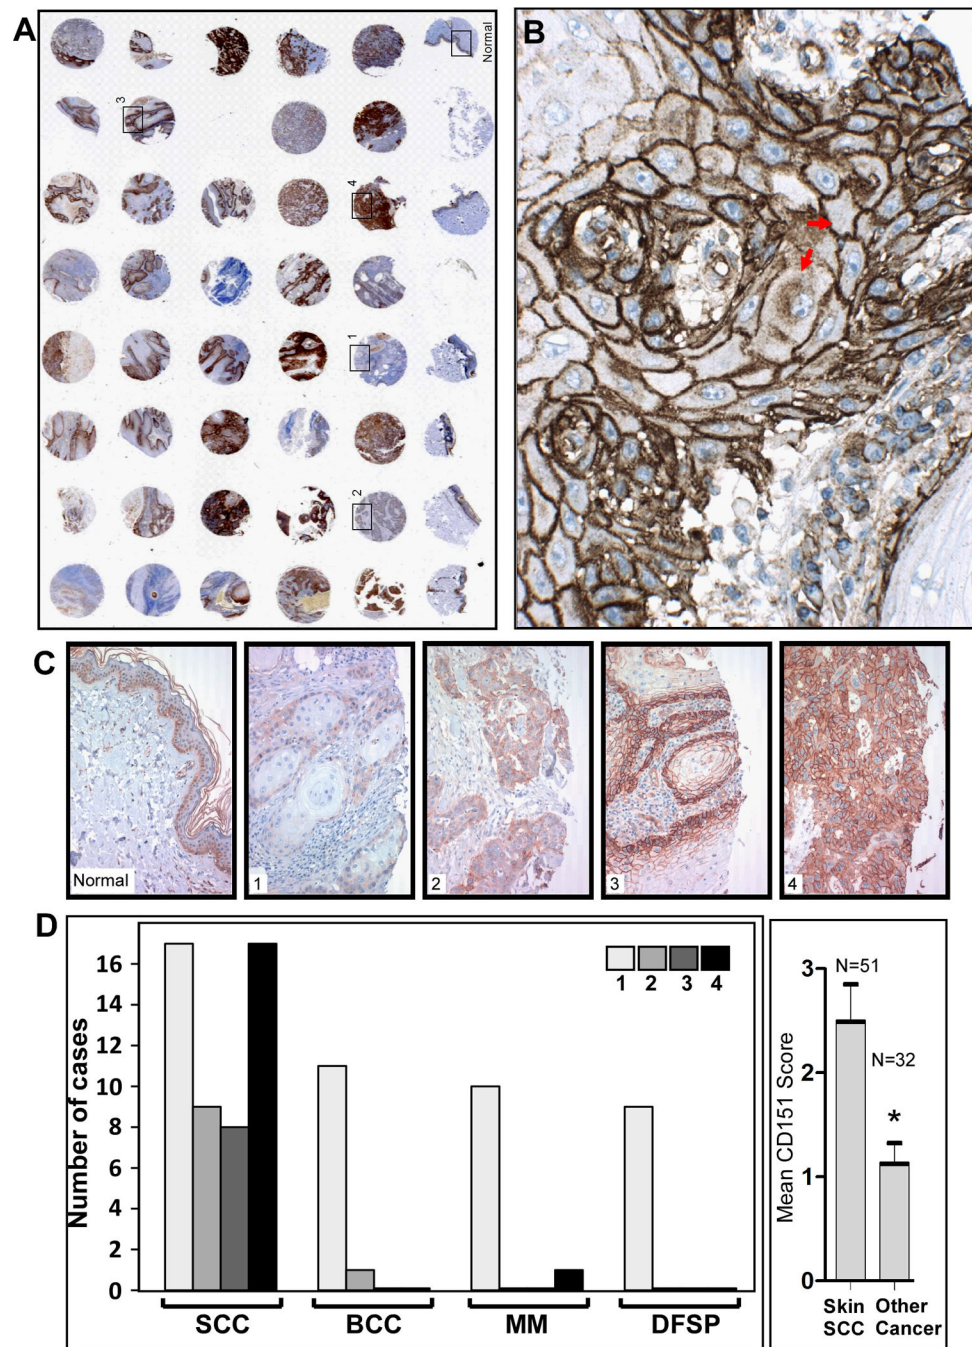 A
Normal
3
4
1
2
B
C
Normal
1
2
3
4
D
Number of cases
16
14
12
10
8
6
4
2
0
1 2 3 4
SCC BCC MM DFSP
Mean CD151 Score
3
2
1
0
N=51
N=32
*
Skin SCC
Other Cancer